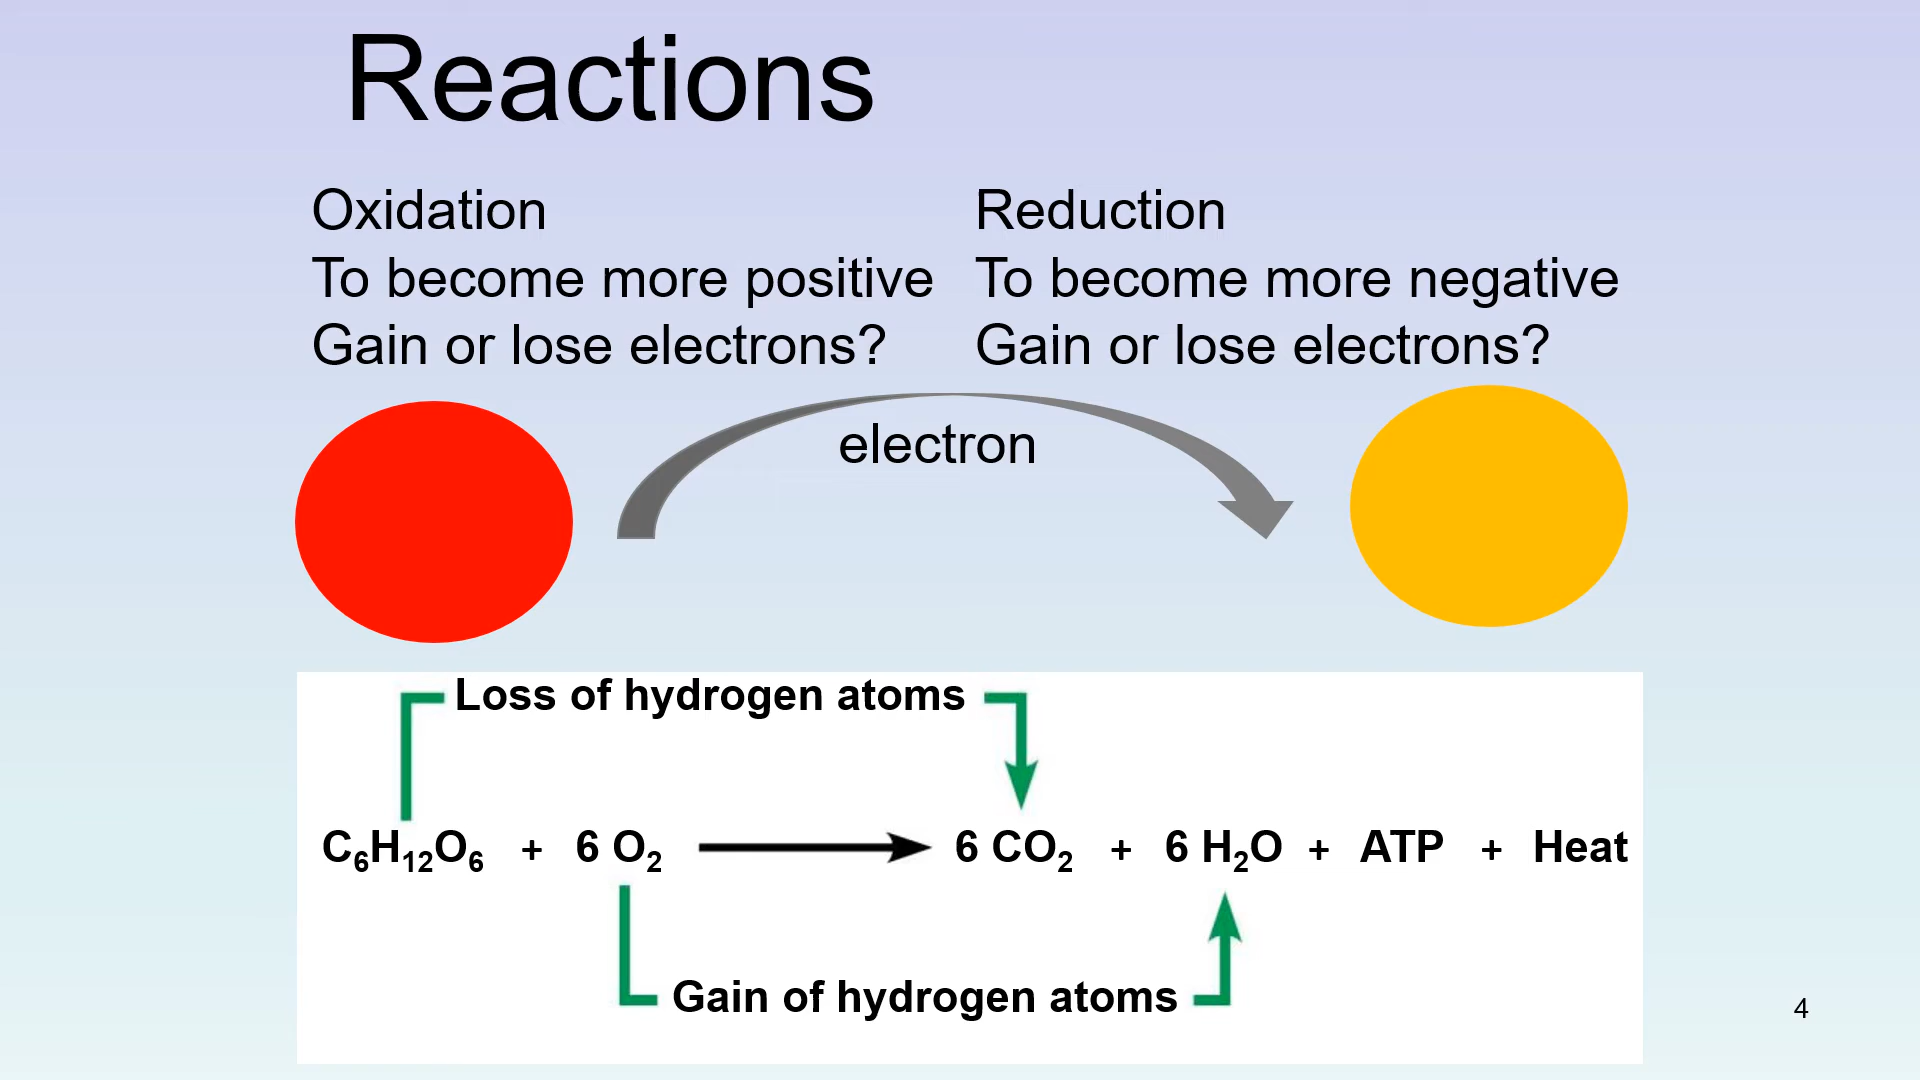 Reactions
Oxidation
To become more positive
Gain or lose electrons?
Reduction
To become more negative
Gain or lose electrons?
electron
Loss of hydrogen atoms
C₆H₁₂O₆ + 6 O₂ → 6 CO₂ + 6 H₂O + ATP + Heat
Gain of hydrogen atoms
4